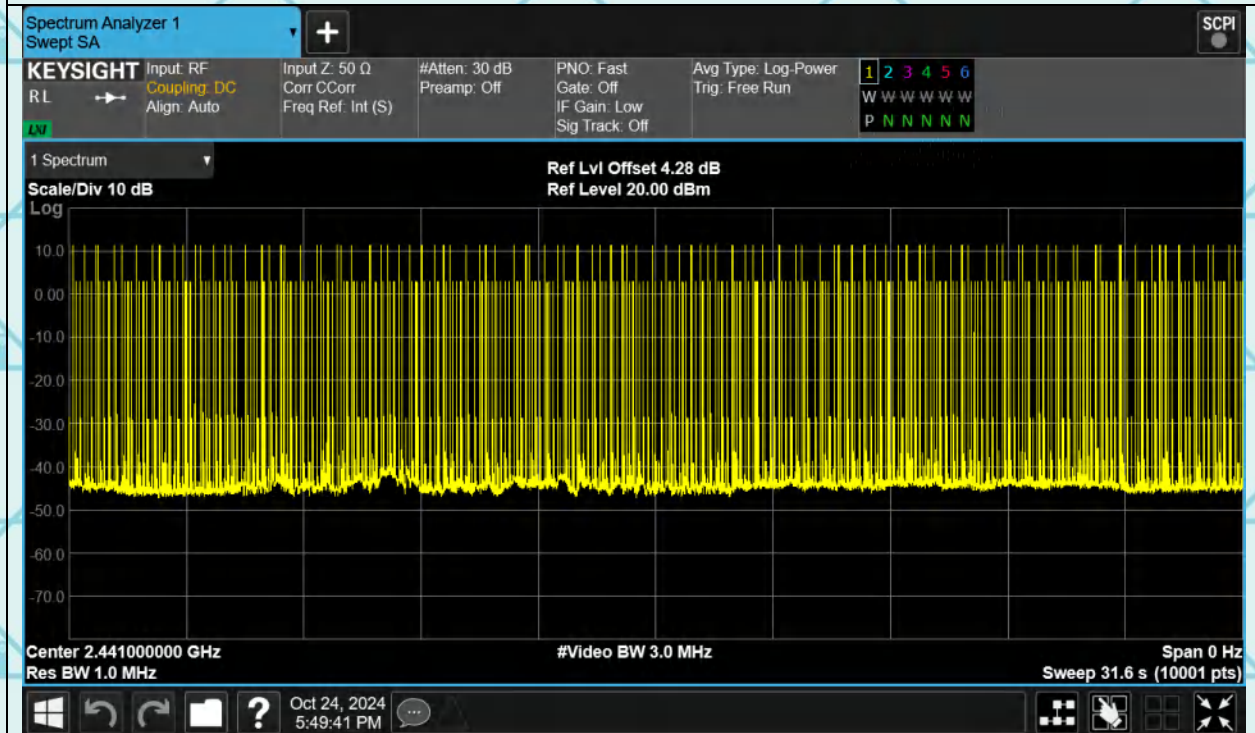 Spectrum Analyzer 1
Swept SA
+
SCPI
KEYSIGHT
RL
LXI
Input: RF
Coupling: DC
Align: Auto
Input Z: 50 Ω
Corr CCorr
Freq Ref: Int (S)
#Atten: 30 dB
Preamp: Off
PNO: Fast
Gate: Off
IF Gain: Low
Sig Track: Off
Avg Type: Log-Power
Trig: Free Run
1 2 3 4 5 6
W W W W W W
P N N N N N
1 Spectrum
Scale/Div 10 dB
Ref Lvl Offset 4.28 dB
Ref Level 20.00 dBm
Log
10.0
0.00
-10.0
-20.0
-30.0
-40.0
-50.0
-60.0
-70.0
Center 2.441000000 GHz
#Video BW 3.0 MHz
Span 0 Hz
Res BW 1.0 MHz
Sweep 31.6 s (10001 pts)
?
Oct 24, 2024
5:49:41 PM